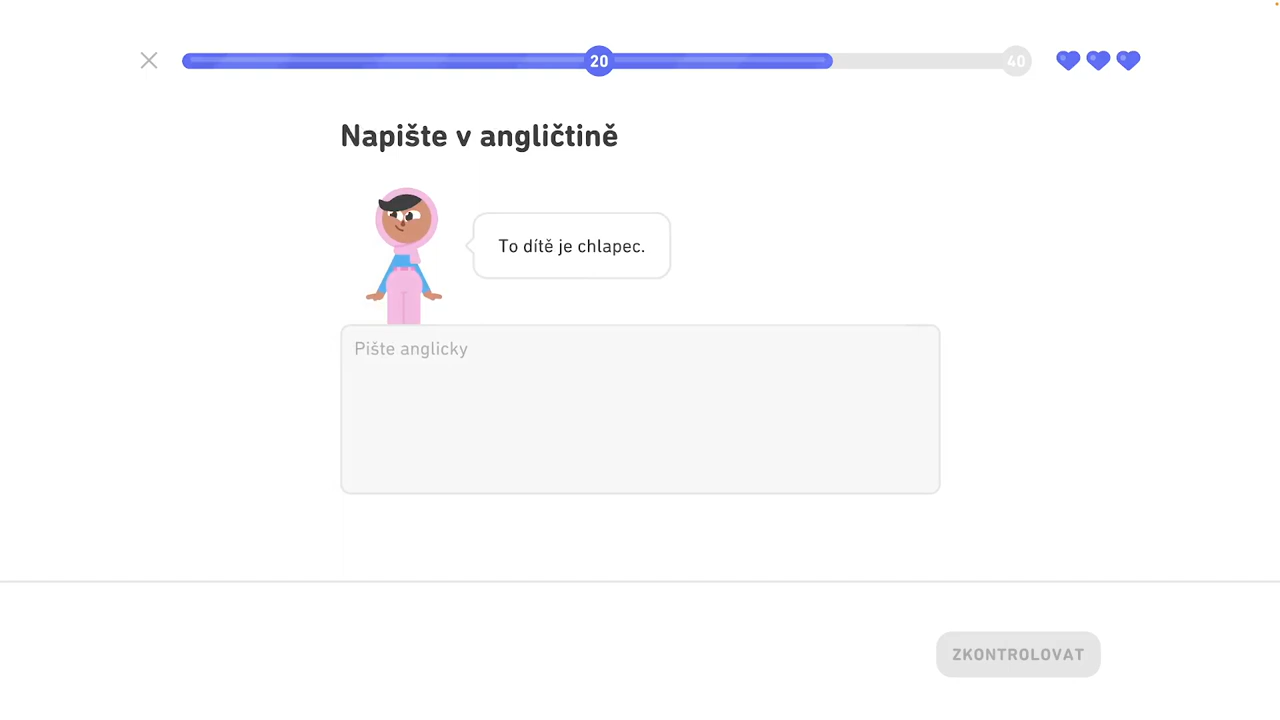 20
40
Napište v angličtině
To dítě je chlapec.
Pište anglicky
ZKONTROLOVAT